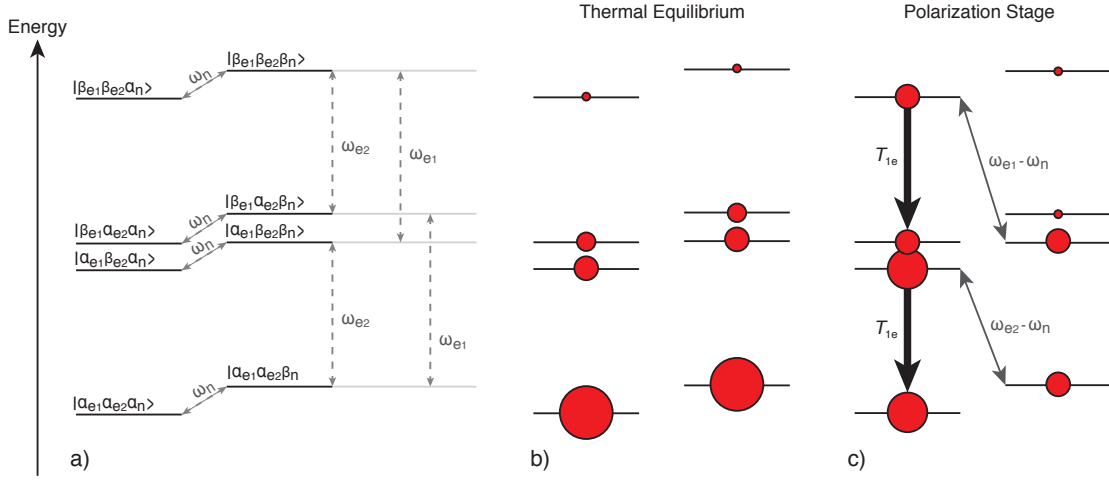 Thermal Equilibrium
Polarization Stage
Energy
|βe1βe2βn>
ωn
|βe1βe2αn>
ωe2
ωe1
|βe1αe2βn>
ωn
|βe1αe2αn>
|αe1βe2βn>
ωn
|αe1βe2αn>
ωe2
ωe1
|αe1αe2βn
ωn
|αe1αe2αn>
T1e
ωe1-ωn
T1e
ωe2-ωn
a)
b)
c)